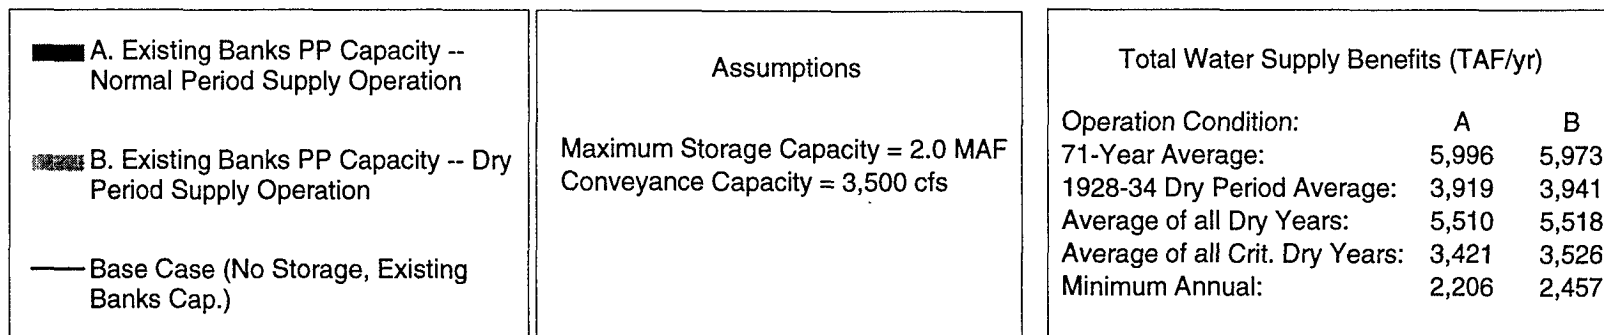 A. Existing Banks PP Capacity --
Normal Period Supply Operation
B. Existing Banks PP Capacity -- Dry
Period Supply Operation
Base Case (No Storage, Existing
Banks Cap.)
Assumptions
Maximum Storage Capacity = 2.0 MAF
Conveyance Capacity = 3,500 cfs
Total Water Supply Benefits (TAF/yr)
Operation Condition: A B
71-Year Average: 5,996 5,973
1928-34 Dry Period Average: 3,919 3,941
Average of all Dry Years: 5,510 5,518
Average of all Crit. Dry Years: 3,421 3,526
Minimum Annual: 2,206 2,457